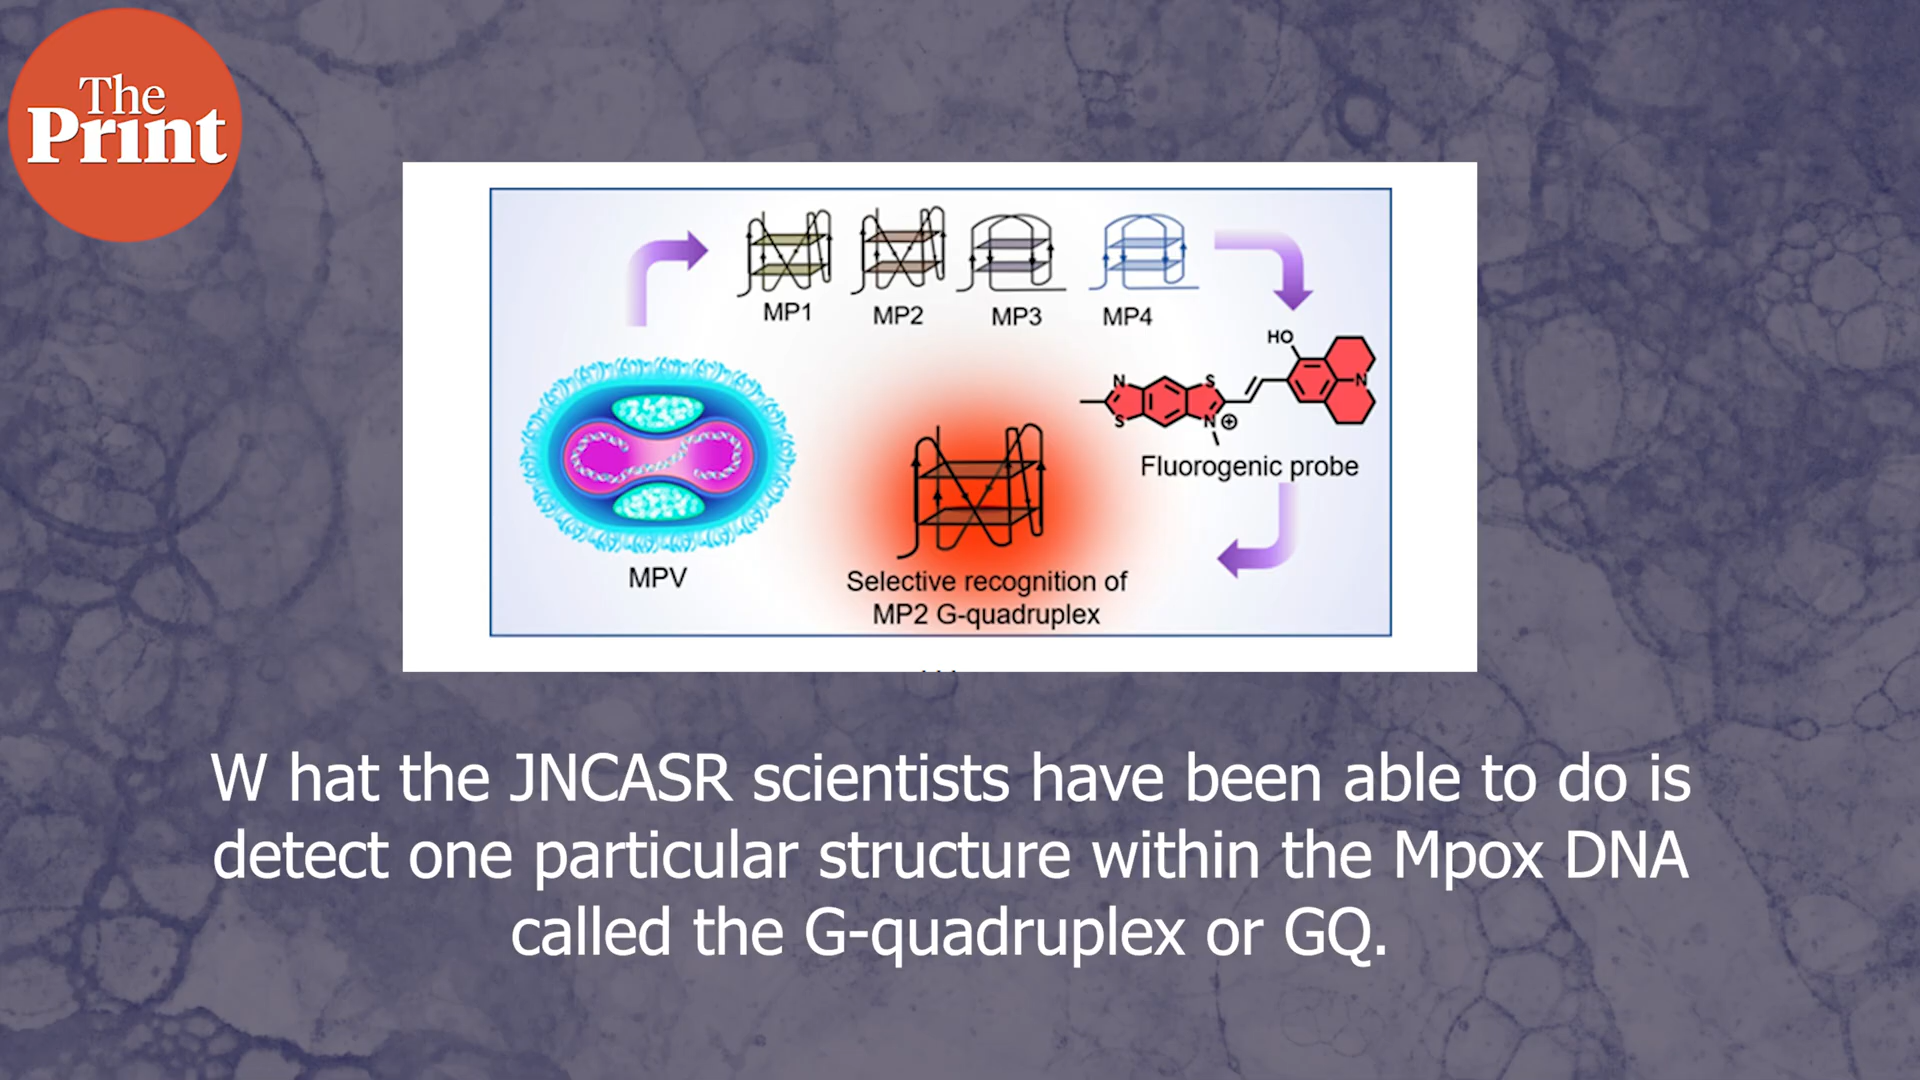 The
Print
MP1
MP2
MP3
MP4
HO
N
S
N
S
N
⊕
Fluorogenic probe
MPV
Selective recognition of
MP2 G-quadruplex
W hat the JNCASR scientists have been able to do is
detect one particular structure within the Mpox DNA
called the G-quadruplex or GQ.